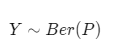 Y ∼ Ber(P)